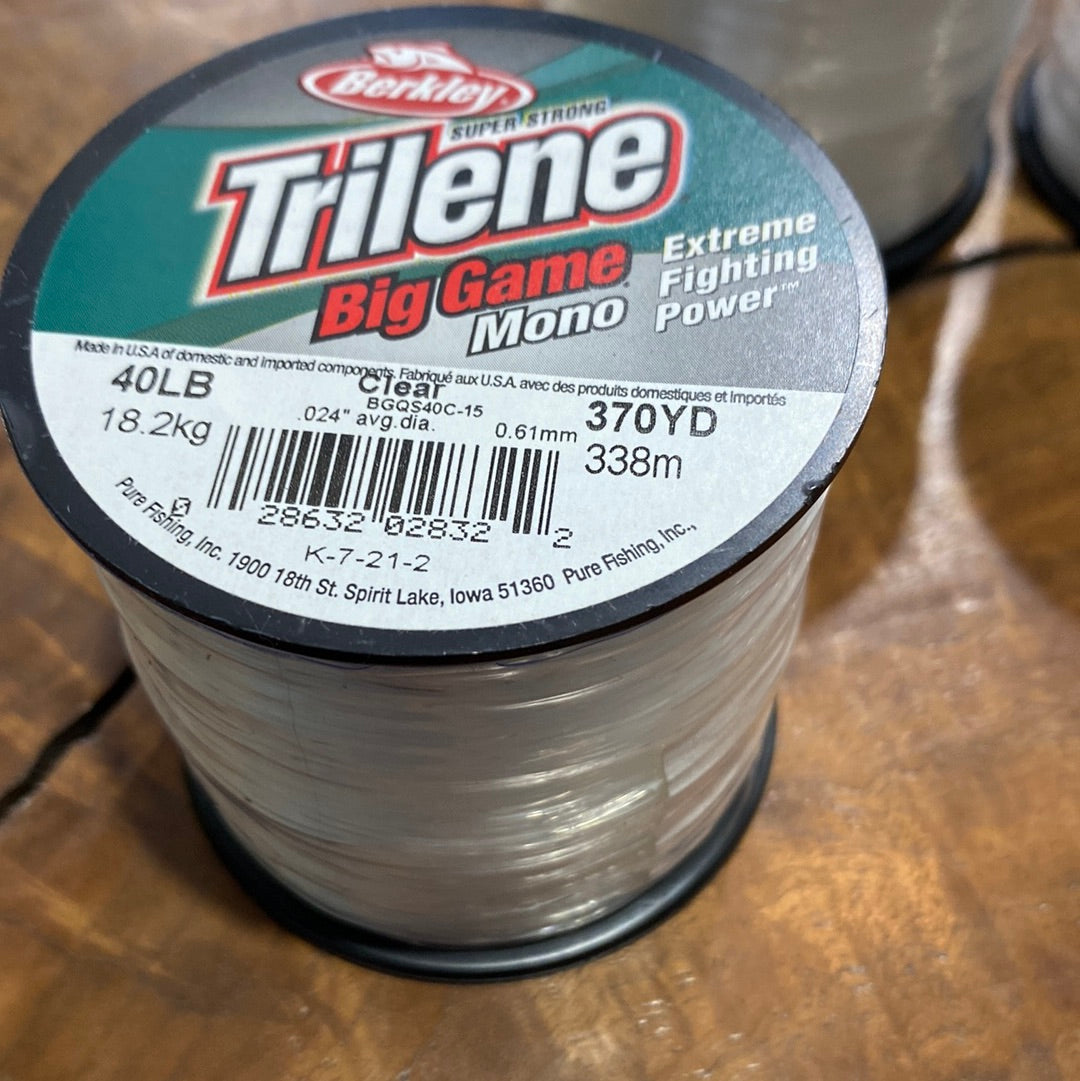 Berkley
SUPER STRONG
Trilene
Big Game
Mono
Extreme
Fighting
Power™
Made in U.S.A of domestic and imported components. Fabriqué aux U.S.A. avec des produits domestiques et importés
40LB
18.2kg
Clear
BGQS40C-15
.024" avg.dia.
0.61mm
370YD
338m
0 28632 02832 2
K-7-21-2
Pure Fishing, Inc. 1900 18th St. Spirit Lake, Iowa 51360 Pure Fishing, Inc.,